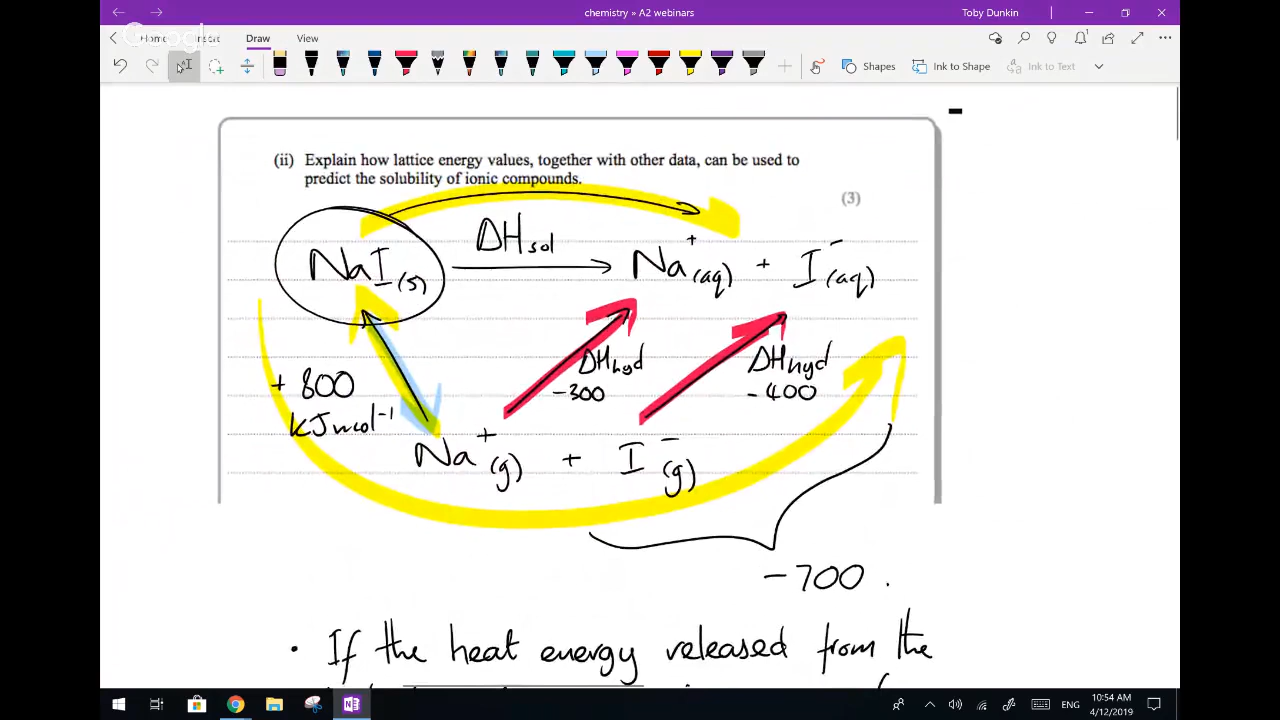 chemistry » A2 webinars
Toby Dunkin
Google
Home
Draw
View
Shapes
Ink to Shape
Ink to Text
(ii) Explain how lattice energy values, together with other data, can be used to
predict the solubility of ionic compounds.
(3)
NaI(s)
ΔHsol
Na+(aq) + I-(aq)
+ 800
kJmol-1
ΔHhyd
-300
ΔHhyd
- 400
Na+(g) + I-(g)
-700 .
• If the heat energy released from the
ENG
10:54 AM
4/12/2019